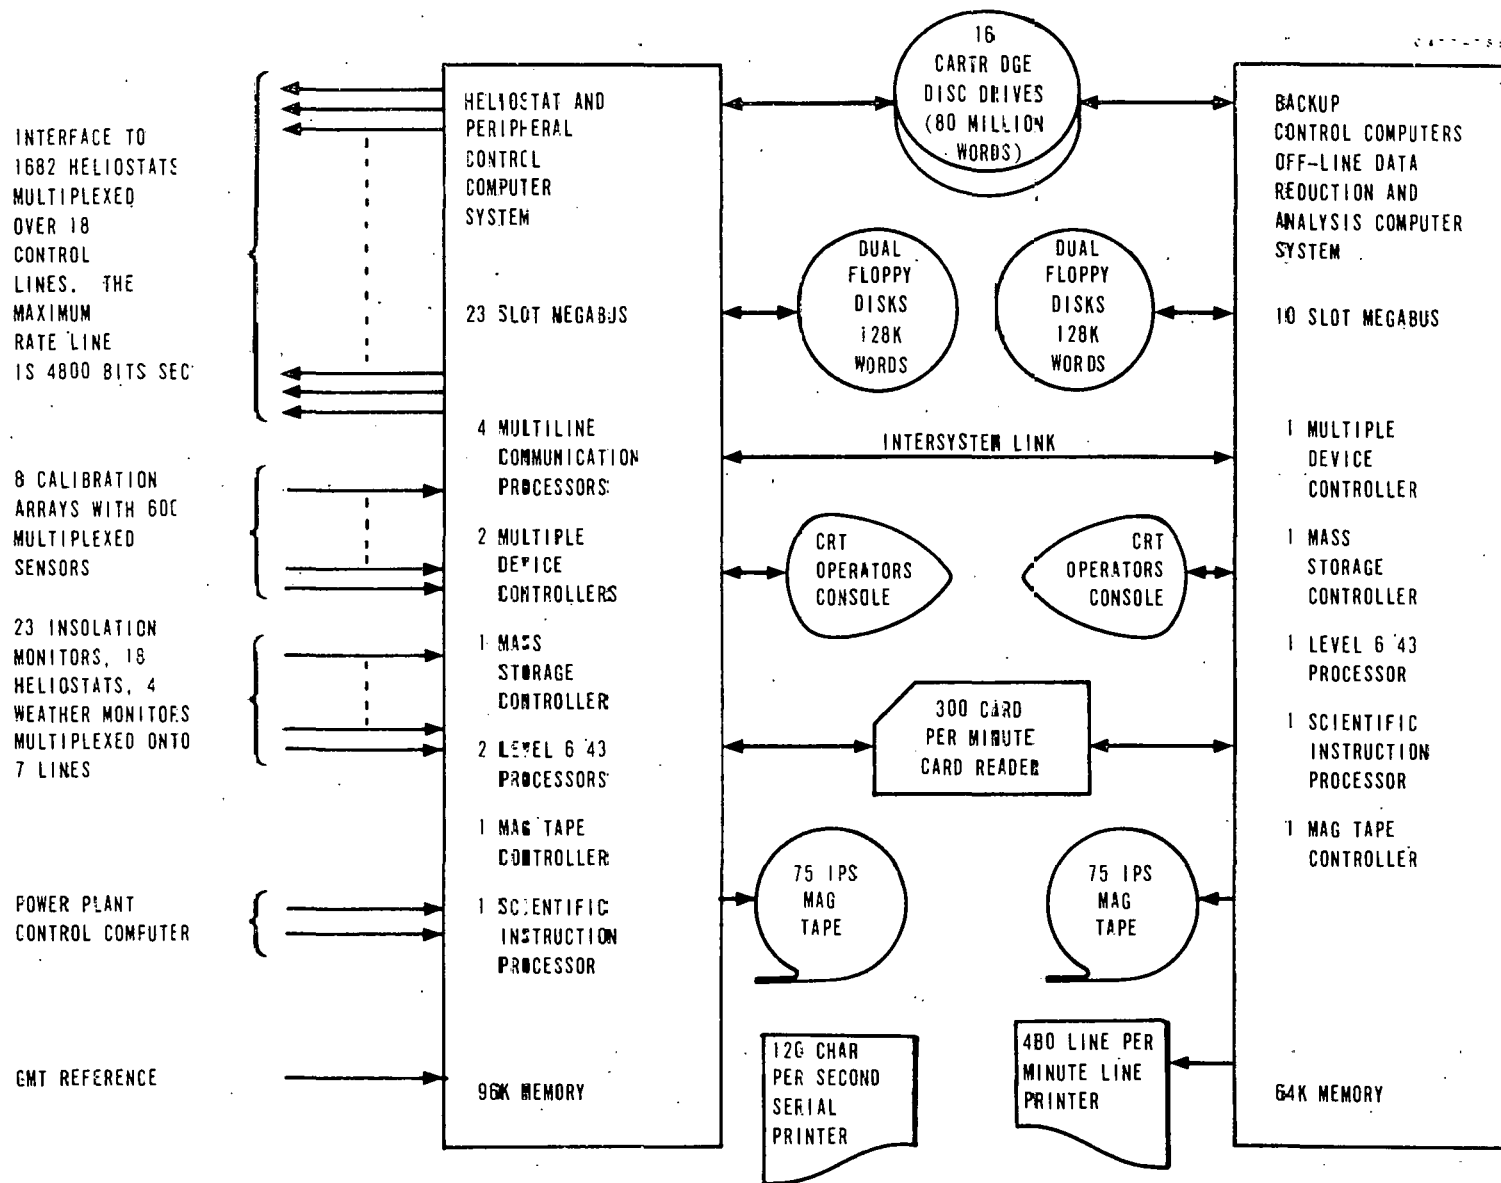 INTERFACE TO
1682 HELIOSTATS
MULTIPLEXED
OVER 18
CONTROL
LINES. THE
MAXIMUM
RATE LINE
IS 4800 BITS SEC
8 CALIBRATION
ARRAYS WITH 600
MULTIPLEXED
SENSORS
23 INSOLATION
MONITORS, 18
HELIOSTATS, 4
WEATHER MONITORS
MULTIPLEXED ONTO
7 LINES
POWER PLANT
CONTROL COMPUTER
GMT REFERENCE
HELIOSTAT AND
PERIPHERAL
CONTROL
COMPUTER
SYSTEM
23 SLOT MEGABUS
4 MULTILINE
COMMUNICATION
PROCESSORS
2 MULTIPLE
DEVICE
CONTROLLERS
1 MASS
STORAGE
CONTROLLER
2 LEVEL 6 43
PROCESSORS
1 MAG TAPE
CONTROLLER
1 SCIENTIFIC
INSTRUCTION
PROCESSOR
96K MEMORY
16
CARTR DGE
DISC DRIVES
(80 MILLION
WORDS)
DUAL
FLOPPY
DISKS
128K
WORDS
DUAL
FLOPPY
DISKS
128K
WORDS
INTERSYSTEM LINK
CRT
OPERATORS
CONSOLE
CRT
OPERATORS
CONSOLE
300 CARD
PER MINUTE
CARD READER
75 IPS
MAG
TAPE
75 IPS
MAG
TAPE
120 CHAR
PER SECOND
SERIAL
PRINTER
480 LINE PER
MINUTE LINE
PRINTER
BACKUP
CONTROL COMPUTERS
OFF-LINE DATA
REDUCTION AND
ANALYSIS COMPUTER
SYSTEM
10 SLOT MEGABUS
1 MULTIPLE
DEVICE
CONTROLLER
1 MASS
STORAGE
CONTROLLER
1 LEVEL 6 43
PROCESSOR
1 SCIENTIFIC
INSTRUCTION
PROCESSOR
1 MAG TAPE
CONTROLLER
64K MEMORY